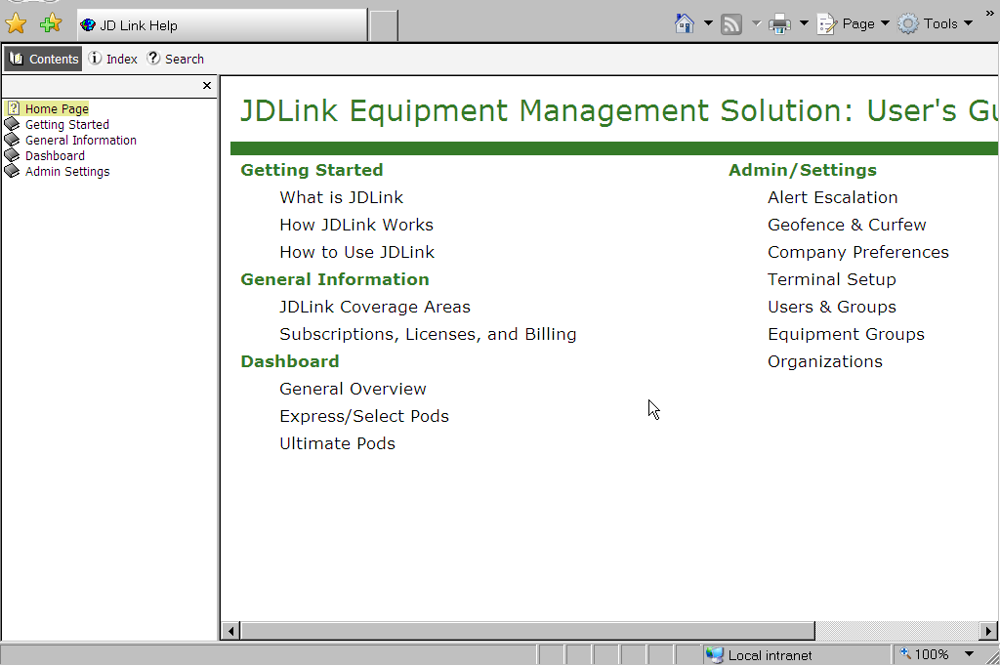 JD Link Help
Page
Tools
»
Contents
Index
? Search
×
? Home Page
Getting Started
General Information
Dashboard
Admin Settings
JDLink Equipment Management Solution: User's Gu
Getting Started
What is JDLink
How JDLink Works
How to Use JDLink
General Information
JDLink Coverage Areas
Subscriptions, Licenses, and Billing
Dashboard
General Overview
Express/Select Pods
Ultimate Pods
Admin/Settings
Alert Escalation
Geofence & Curfew
Company Preferences
Terminal Setup
Users & Groups
Equipment Groups
Organizations
Local intranet
100%